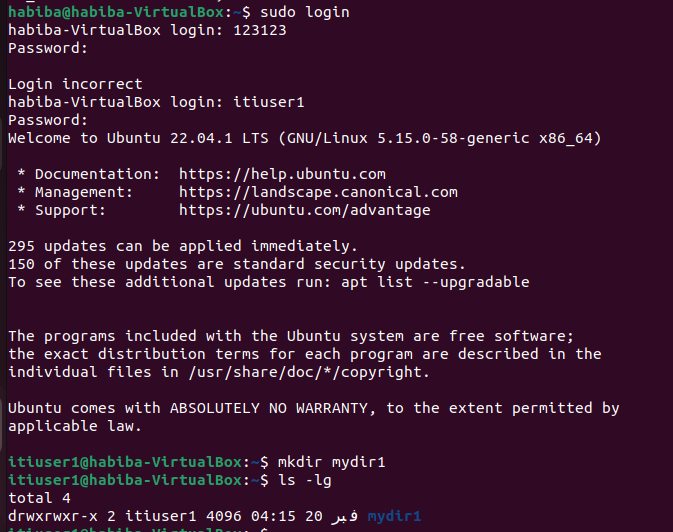 habiba@habiba-VirtualBox:~$ sudo login
habiba-VirtualBox login: 123123
Password:
Login incorrect
habiba-VirtualBox login: itiuser1
Password:
Welcome to Ubuntu 22.04.1 LTS (GNU/Linux 5.15.0-58-generic x86_64)
* Documentation:  https://help.ubuntu.com
* Management:     https://landscape.canonical.com
* Support:        https://ubuntu.com/advantage
295 updates can be applied immediately.
150 of these updates are standard security updates.
To see these additional updates run: apt list --upgradable
The programs included with the Ubuntu system are free software;
the exact distribution terms for each program are described in the
individual files in /usr/share/doc/*/copyright.
Ubuntu comes with ABSOLUTELY NO WARRANTY, to the extent permitted by
applicable law.
itiuser1@habiba-VirtualBox:~$ mkdir mydir1
itiuser1@habiba-VirtualBox:~$ ls -lg
total 4
drwxrwxr-x 2 itiuser1 4096 04:15 20 فبر mydir1
itiuser1@habiba-VirtualBox:~$